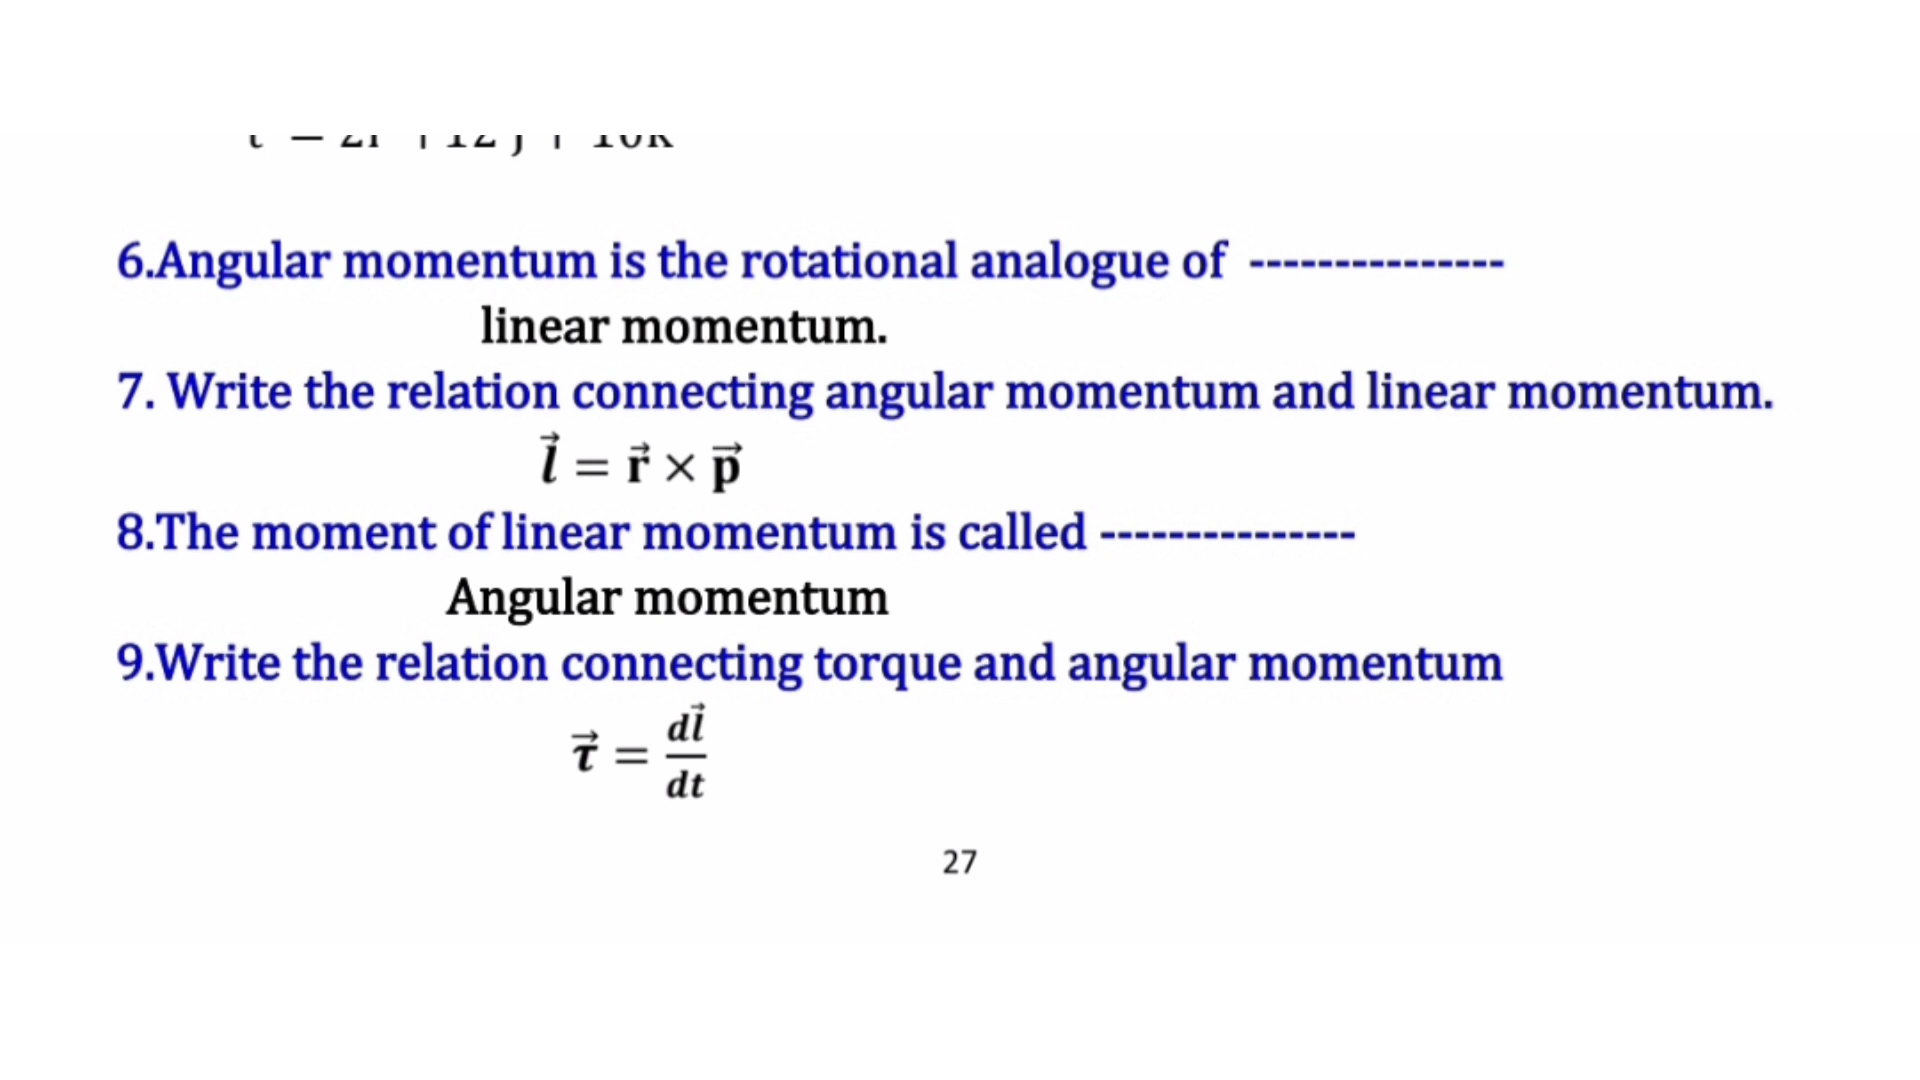 6.Angular momentum is the rotational analogue of ---------------
linear momentum.
7. Write the relation connecting angular momentum and linear momentum.
l⃗ = r⃗ × p⃗
8.The moment of linear momentum is called ---------------
Angular momentum
9.Write the relation connecting torque and angular momentum
τ⃗ = dl⃗/dt
27